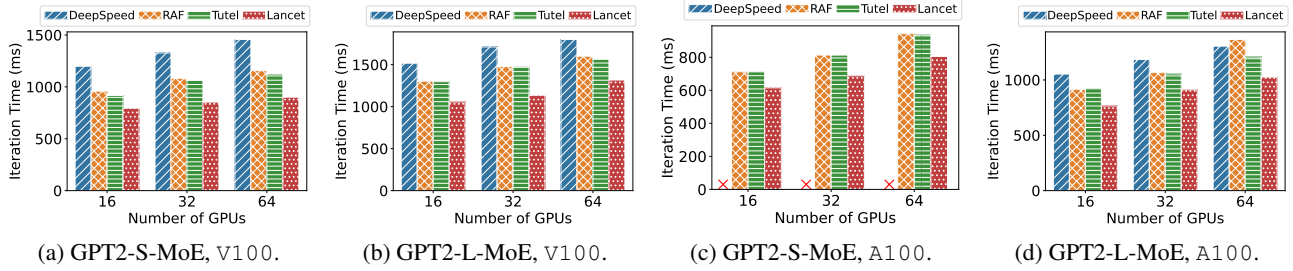 DeepSpeed RAF Tutel Lancet
Iteration Time (ms)
1500
1000
500
0
16 32 64
Number of GPUs
(a) GPT2-S-MoE, V100.
DeepSpeed RAF Tutel Lancet
Iteration Time (ms)
1500
1000
500
0
16 32 64
Number of GPUs
(b) GPT2-L-MoE, V100.
DeepSpeed RAF Tutel Lancet
Iteration Time (ms)
800
600
400
200
0
16 32 64
Number of GPUs
(c) GPT2-S-MoE, A100.
DeepSpeed RAF Tutel Lancet
Iteration Time (ms)
1000
500
0
16 32 64
Number of GPUs
(d) GPT2-L-MoE, A100.